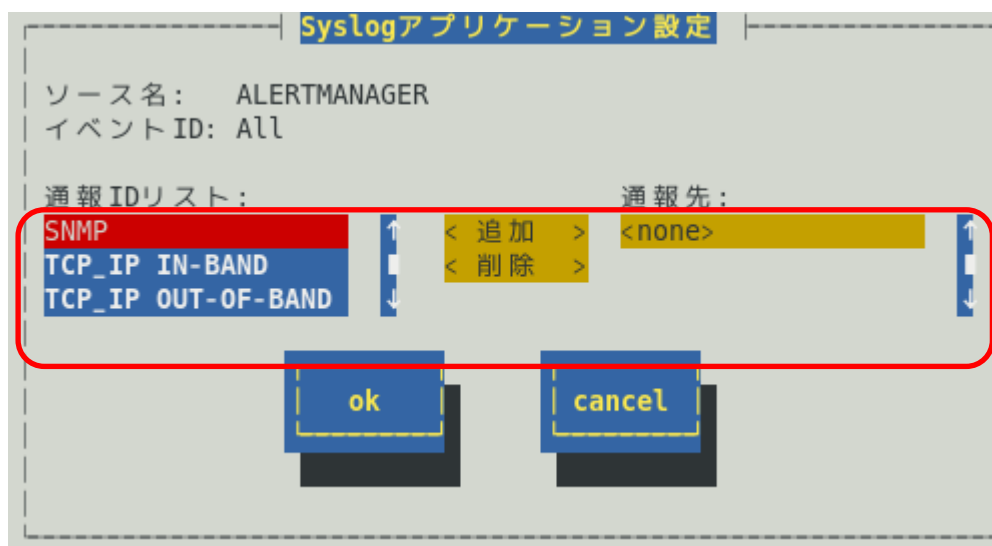 Syslogアプリケーション設定
ソース名: ALERTMANAGER
イベントID: All
通報IDリスト: 通報先:
SNMP ↑ < 追加 > <none> ↑
TCP_IP IN-BAND < 削除 >
TCP_IP OUT-OF-BAND ↓ ↓
ok cancel